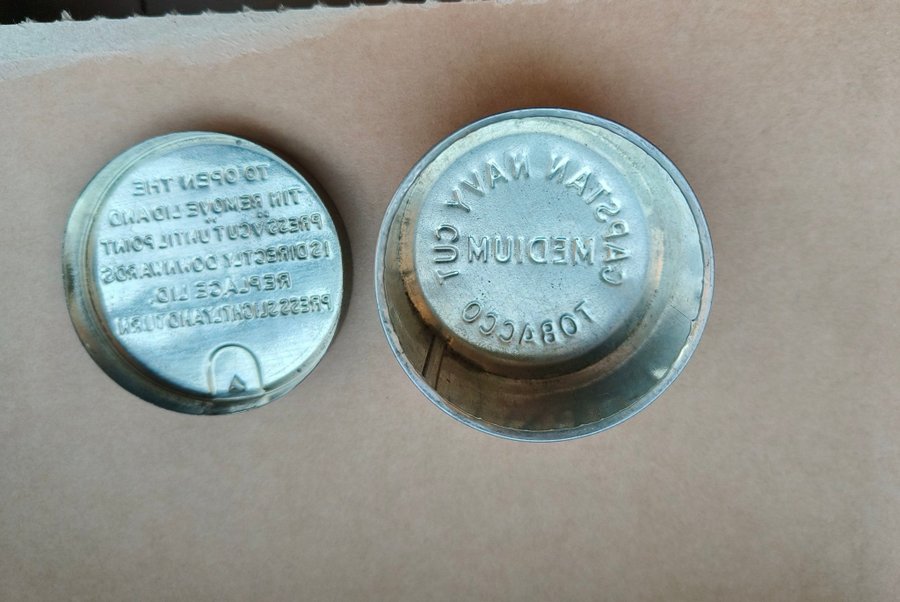 TO OPEN THE
TIN REMOVE LID AND
PRESS A CUT UNTIL POINT
IS DIRECTLY DOWNWARDS
REPLACE LID
PRESS SLIGHTLY AND TURN
A
CAPSTAN NAVY CUT
MEDIUM
TOBACCO